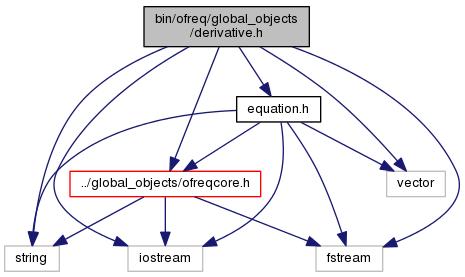 bin/ofreq/global_objects
/derivative.h
equation.h
../global_objects/ofreqcore.h
vector
string
iostream
fstream